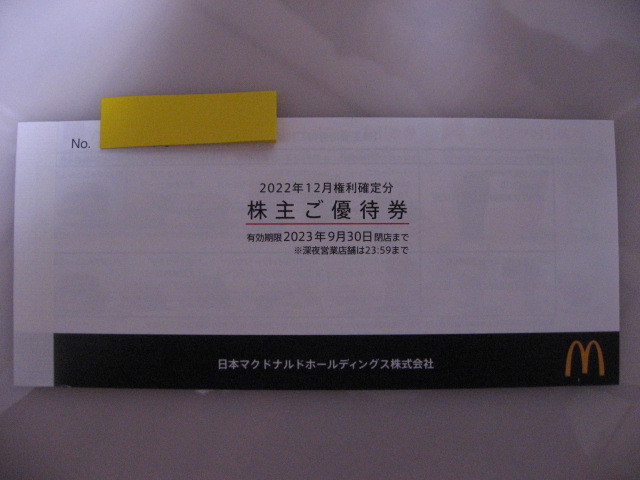 No.
2022年12月権利確定分
株主ご優待券
有効期限2023年9月30日閉店まで
※深夜営業店舗は23:59まで
日本マクドナルドホールディングス株式会社